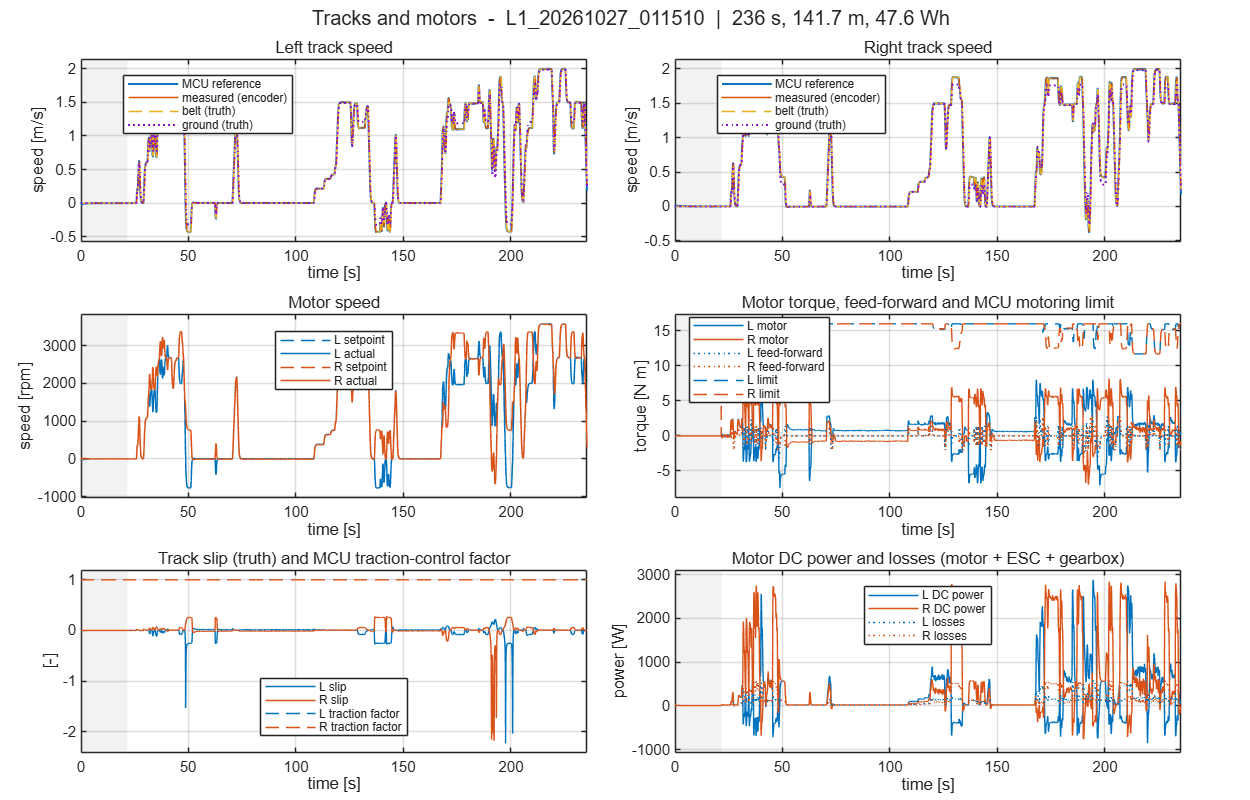 Tracks and motors - L1_20261027_011510 | 236 s, 141.7 m, 47.6 Wh
Left track speed
speed [m/s]
2
1.5
1
0.5
0
-0.5
MCU reference
measured (encoder)
belt (truth)
ground (truth)
0 50 100 150 200
time [s]
Right track speed
speed [m/s]
2
1.5
1
0.5
0
-0.5
MCU reference
measured (encoder)
belt (truth)
ground (truth)
0 50 100 150 200
time [s]
Motor speed
speed [rpm]
3000
2000
1000
0
-1000
L setpoint
L actual
R setpoint
R actual
0 50 100 150 200
time [s]
Motor torque, feed-forward and MCU motoring limit
torque [N m]
15
10
5
0
-5
L motor
R motor
L feed-forward
R feed-forward
L limit
R limit
0 50 100 150 200
time [s]
Track slip (truth) and MCU traction-control factor
[-]
1
0
-1
-2
L slip
R slip
L traction factor
R traction factor
0 50 100 150 200
time [s]
Motor DC power and losses (motor + ESC + gearbox)
power [W]
3000
2000
1000
0
-1000
L DC power
R DC power
L losses
R losses
0 50 100 150 200
time [s]